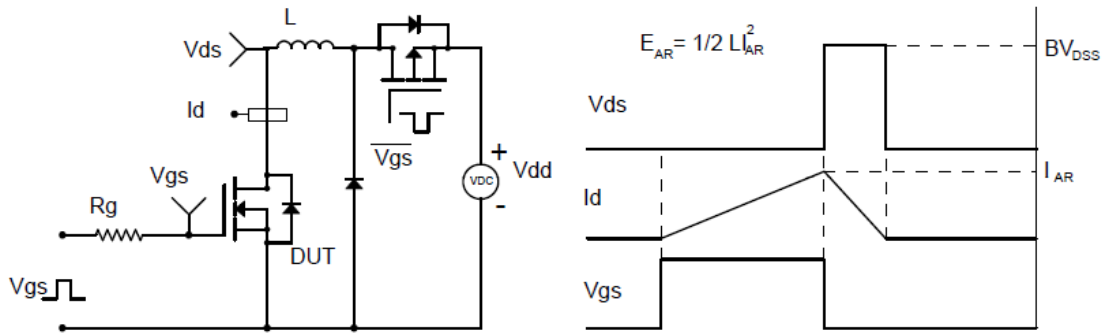 L
Vds
Id
Vgs
Rg
DUT
Vgs
Vgs
+
VDC
-
Vdd
E_AR = 1/2 LI_AR^2
BV_DSS
Vds
I_AR
Id
Vgs